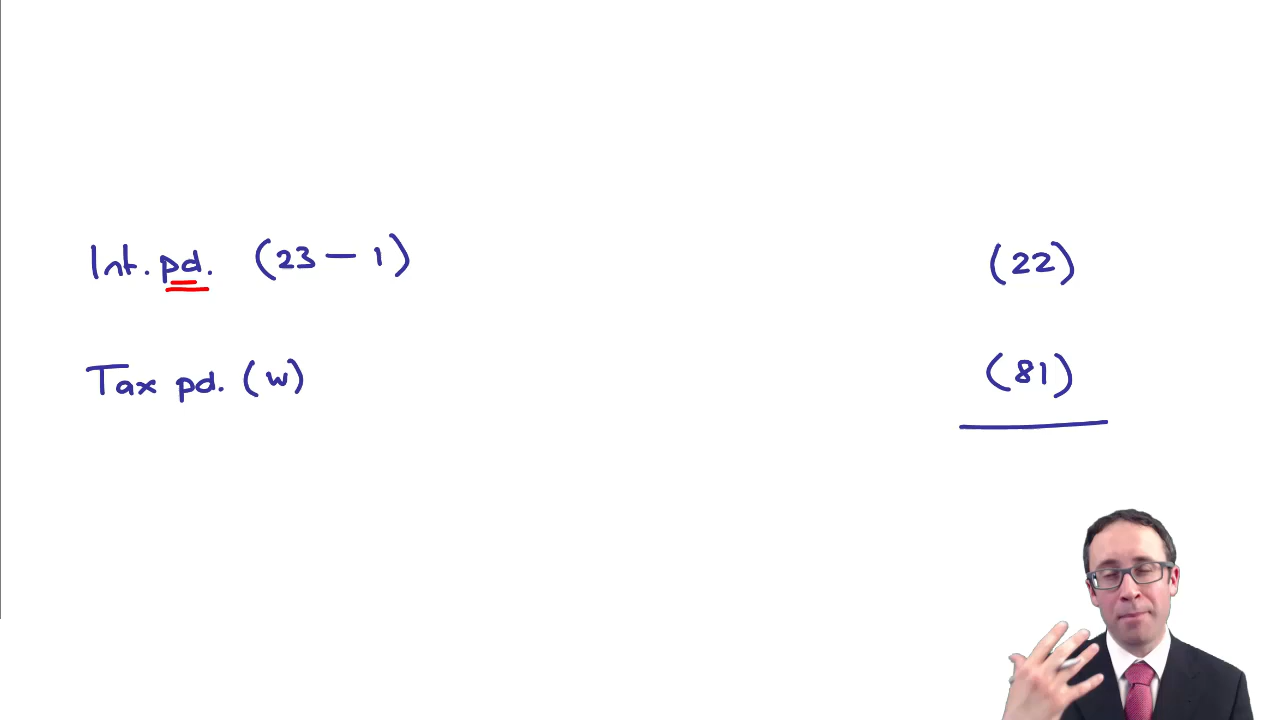 Int. pd. (23 - 1) (22)
Tax pd. (w) (81)